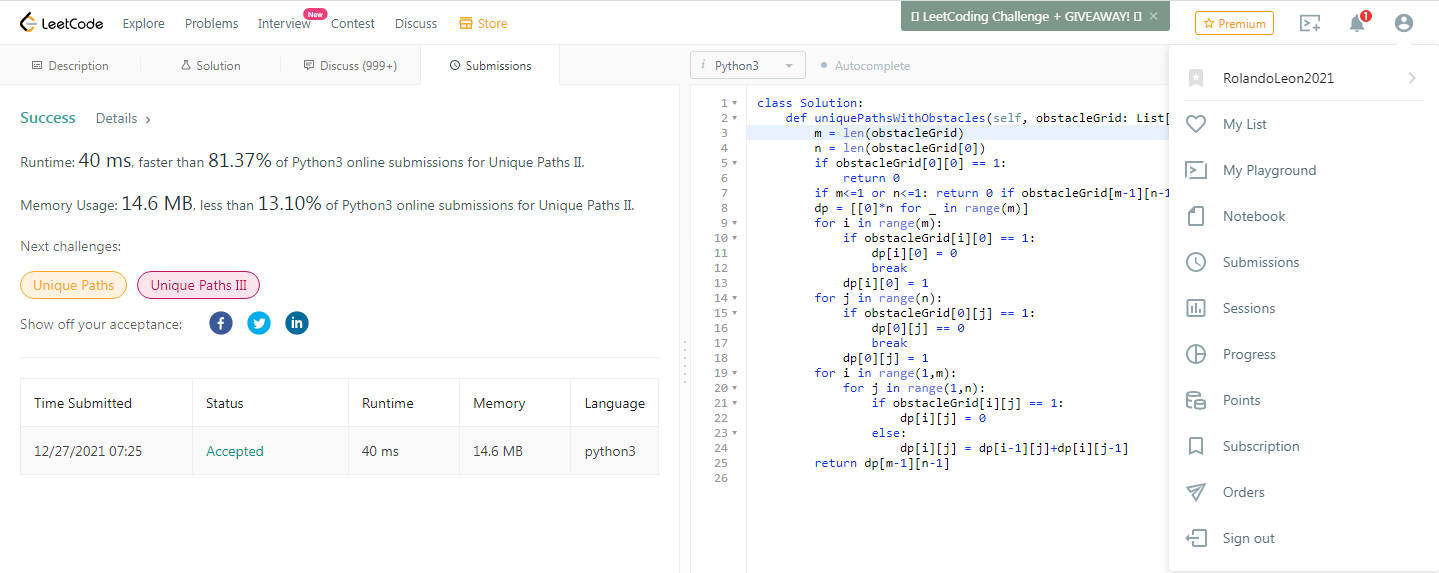 LeetCode Explore Problems Interview New Contest Discuss Store LeetCoding Challenge + GIVEAWAY! × Premium 1
Description Solution Discuss (999+) Submissions
i Python3 Autocomplete
Success Details >
Runtime: 40 ms, faster than 81.37% of Python3 online submissions for Unique Paths II.
Memory Usage: 14.6 MB, less than 13.10% of Python3 online submissions for Unique Paths II.
Next challenges:
Unique Paths Unique Paths III
Show off your acceptance:
Time Submitted Status Runtime Memory Language
12/27/2021 07:25 Accepted 40 ms 14.6 MB python3
1 class Solution:
2 def uniquePathsWithObstacles(self, obstacleGrid: List[
3 m = len(obstacleGrid)
4 n = len(obstacleGrid[0])
5 if obstacleGrid[0][0] == 1:
6 return 0
7 if m<=1 or n<=1: return 0 if obstacleGrid[m-1][n-1
8 dp = [[0]*n for _ in range(m)]
9 for i in range(m):
10 if obstacleGrid[i][0] == 1:
11 dp[i][0] = 0
12 break
13 dp[i][0] = 1
14 for j in range(n):
15 if obstacleGrid[0][j] == 1:
16 dp[0][j] == 0
17 break
18 dp[0][j] = 1
19 for i in range(1,m):
20 for j in range(1,n):
21 if obstacleGrid[i][j] == 1:
22 dp[i][j] = 0
23 else:
24 dp[i][j] = dp[i-1][j]+dp[i][j-1]
25 return dp[m-1][n-1]
26
RolandoLeon2021
My List
My Playground
Notebook
Submissions
Sessions
Progress
Points
Subscription
Orders
Sign out